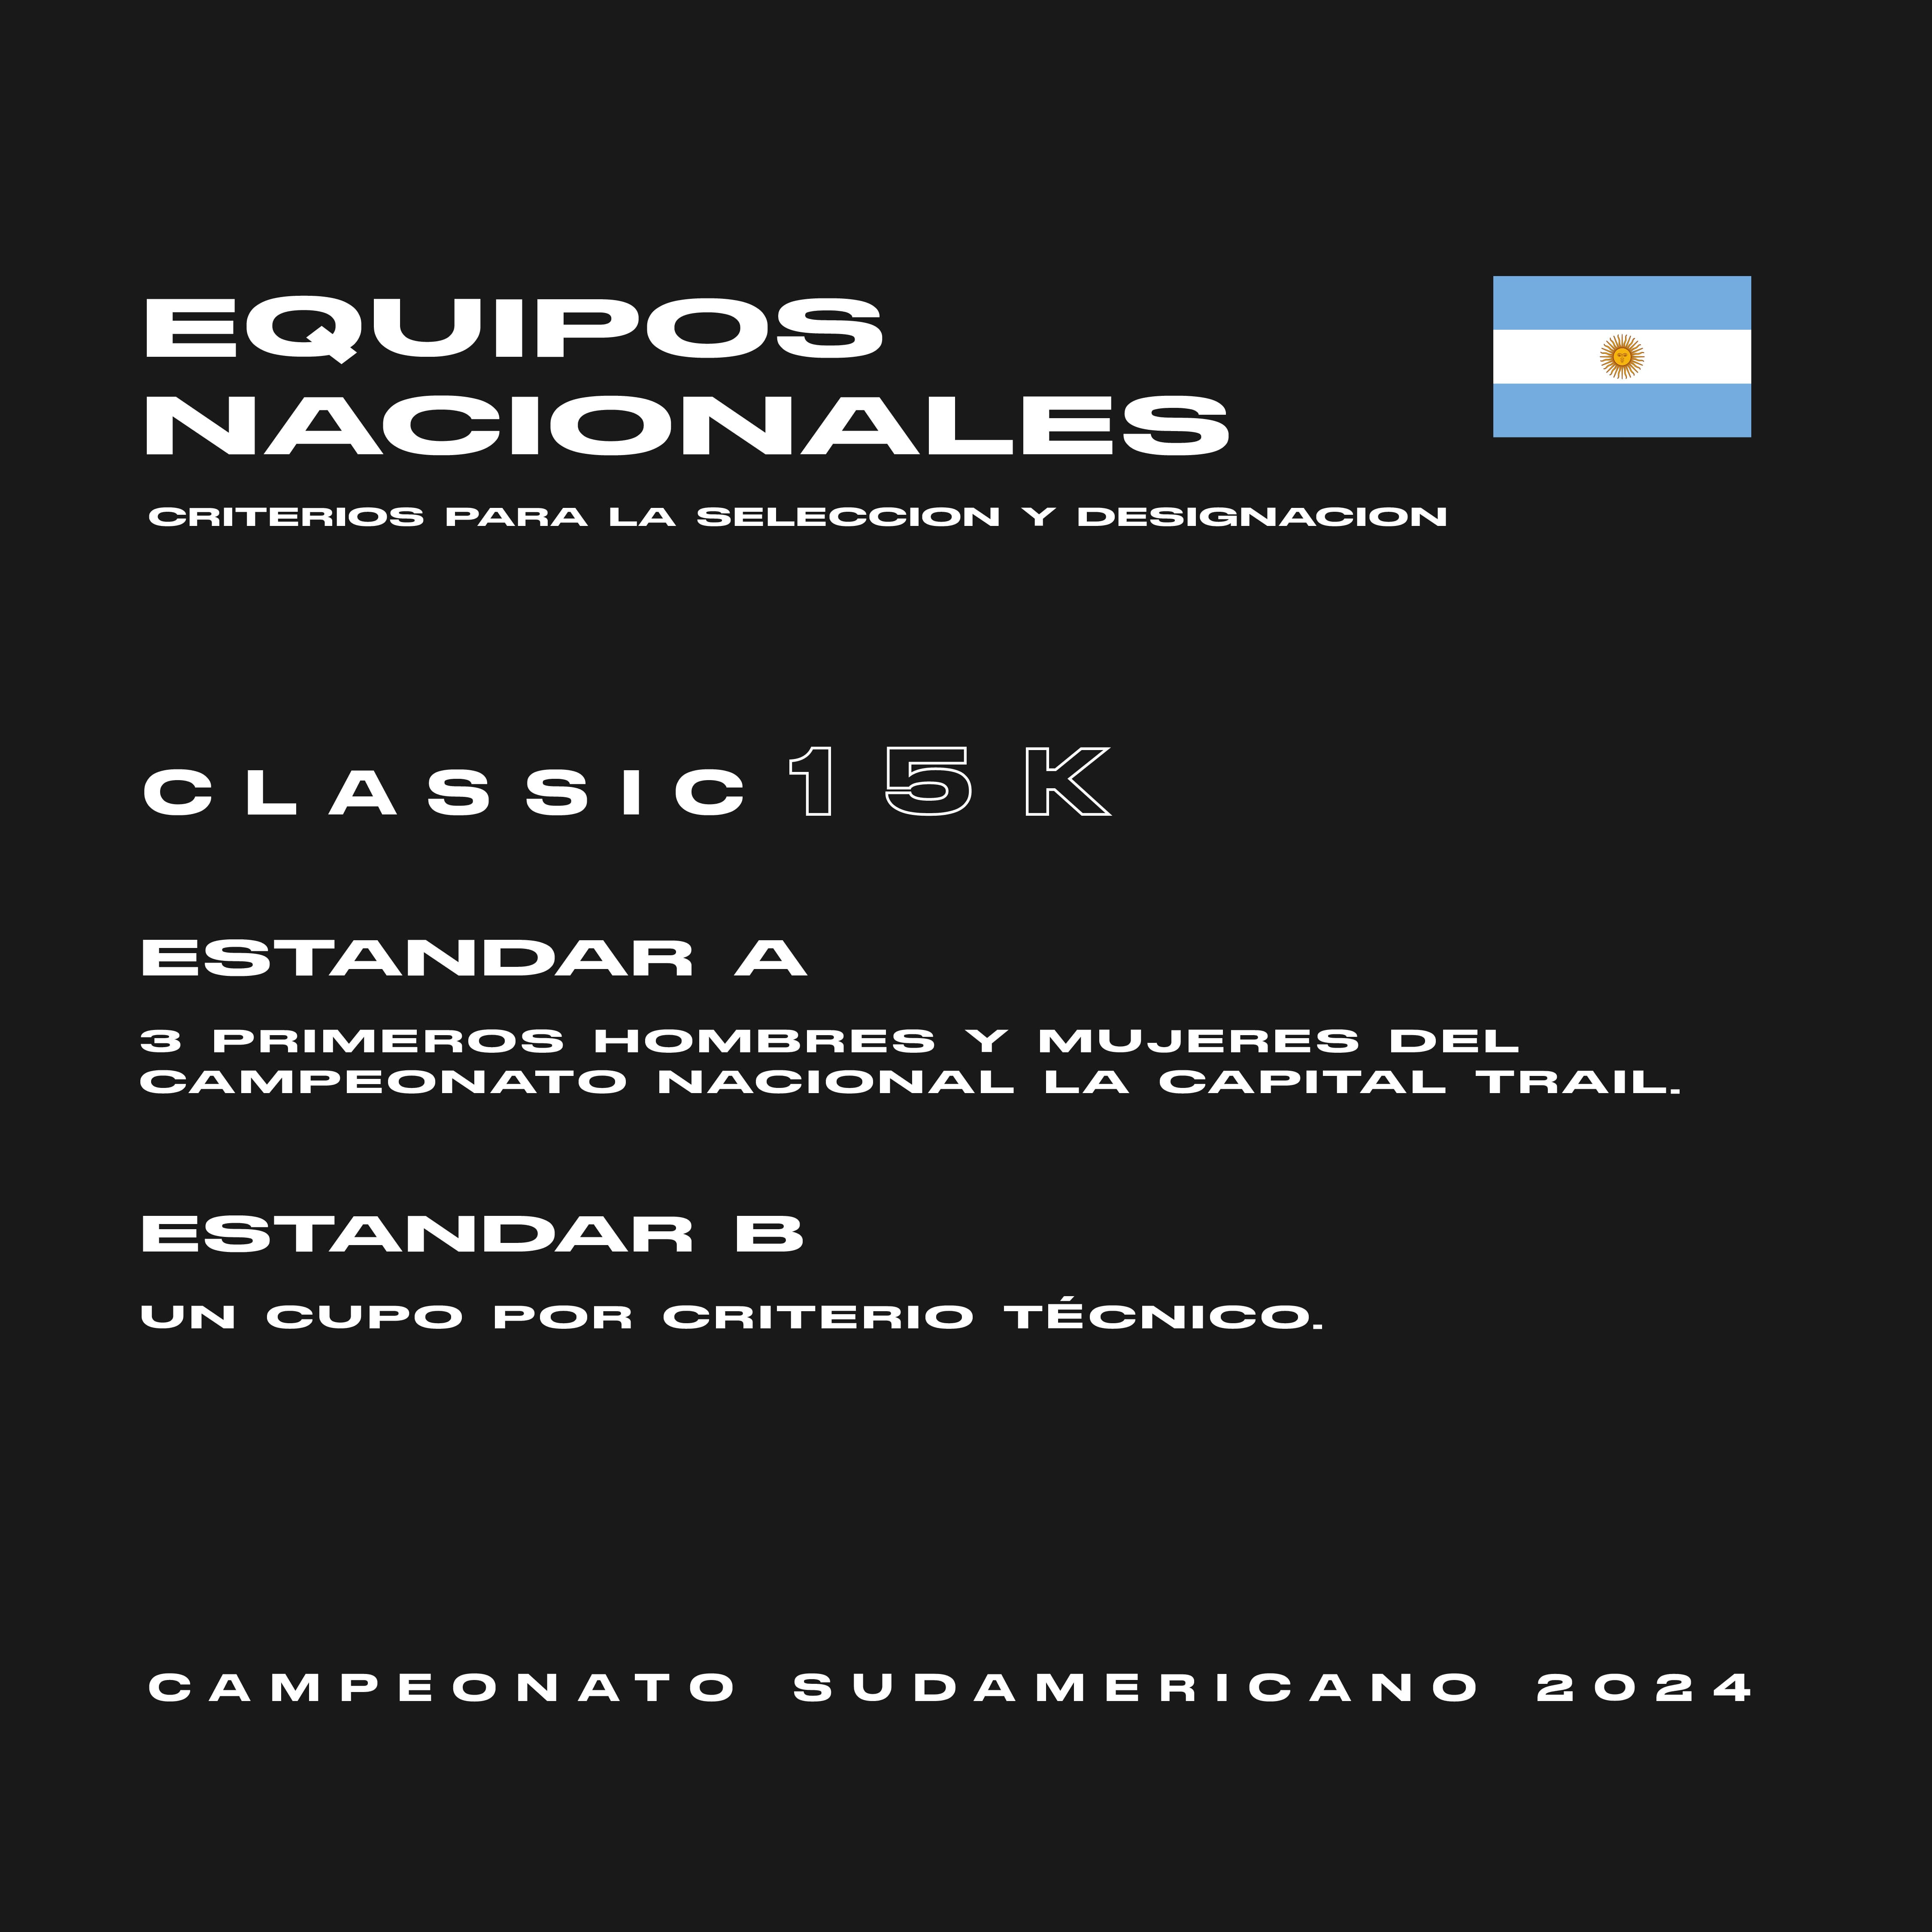 EQUIPOS
NACIONALES
CRITERIOS PARA LA SELECCION Y DESIGNACION
CLASSIC 15K
ESTANDAR A
3 PRIMEROS HOMBRES Y MUJERES DEL
CAMPEONATO NACIONAL LA CAPITAL TRAIL.
ESTANDAR B
UN CUPO POR CRITERIO TÉCNICO.
CAMPEONATO SUDAMERICANO 2024